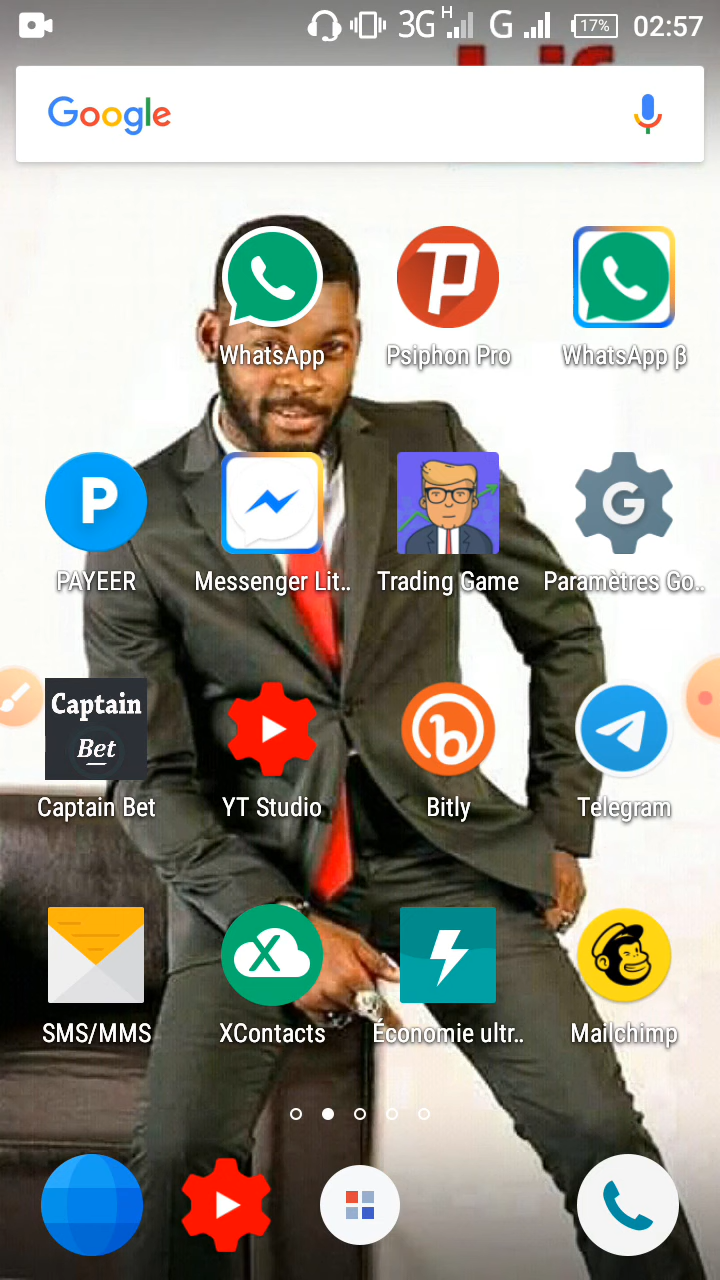 3G H G 17% 02:57
Google
WhatsApp Psiphon Pro WhatsApp β
PAYEER Messenger Lit.. Trading Game Paramètres Go..
Captain
Bet
Captain Bet YT Studio Bitly Telegram
SMS/MMS XContacts Économie ultr.. Mailchimp